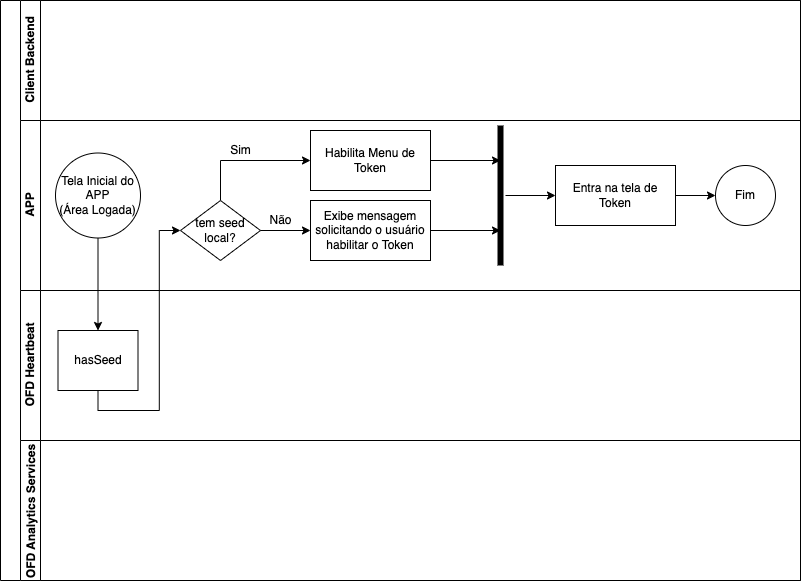 Client Backend
APP
Tela Inicial do
APP
(Área Logada)
tem seed
local?
Sim
Não
Habilita Menu de
Token
Exibe mensagem
solicitando o usuário
habilitar o Token
Entra na tela de
Token
Fim
OFD Heartbeat
hasSeed
OFD Analytics Services